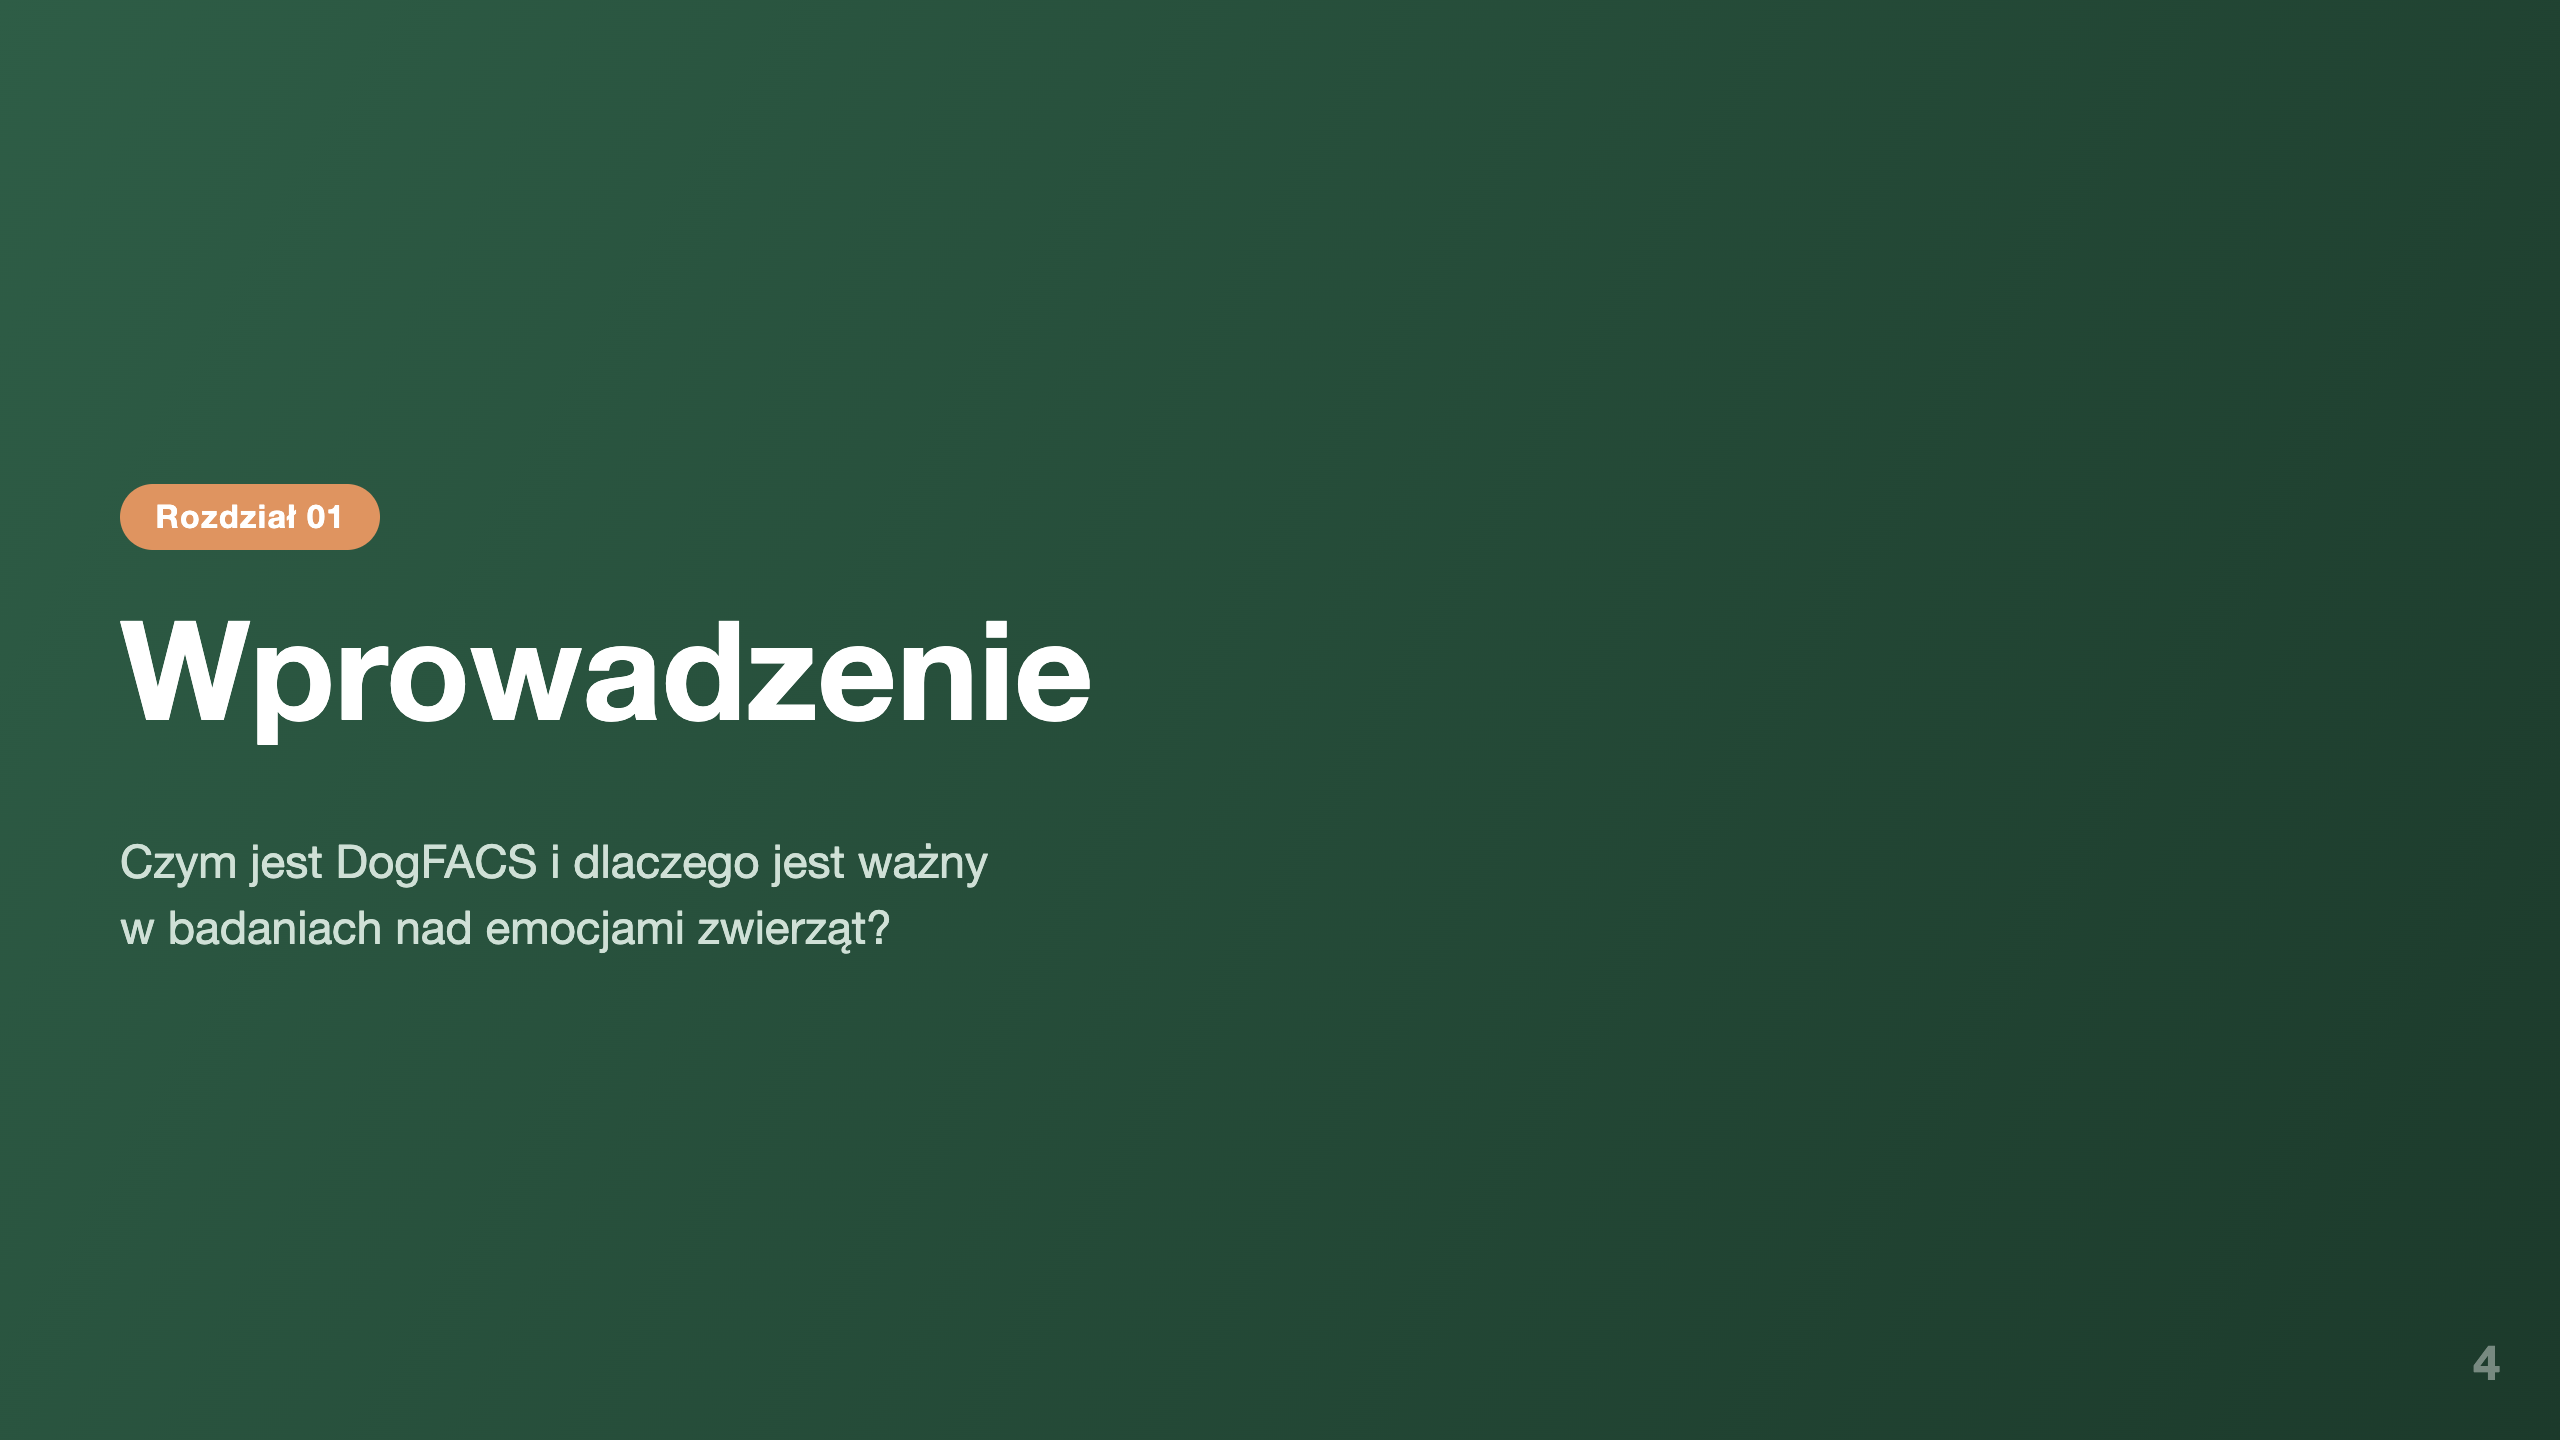 Rozdział 01
Wprowadzenie
Czym jest DogFACS i dlaczego jest ważny
w badaniach nad emocjami zwierząt?
4